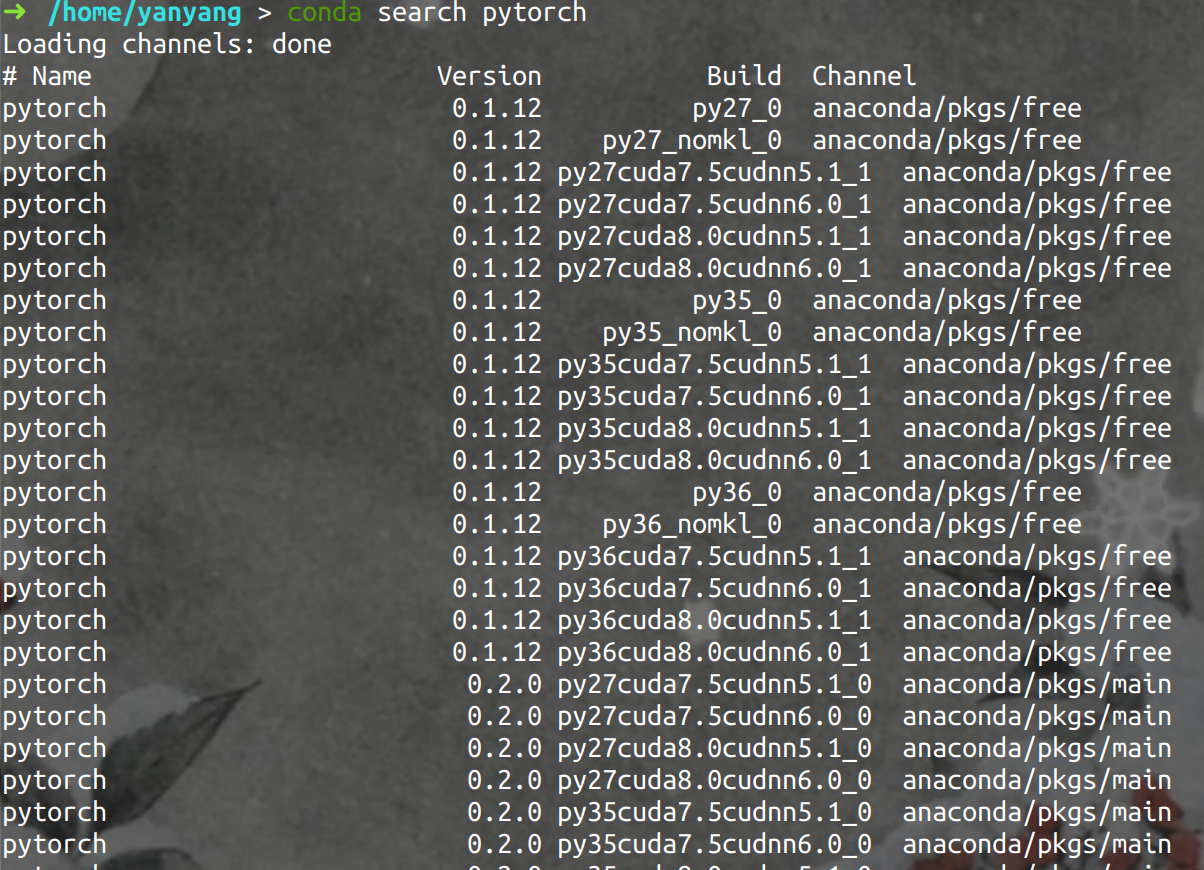 ➜ /home/yanyang > conda search pytorch
Loading channels: done
# Name Version Build Channel
pytorch 0.1.12 py27_0 anaconda/pkgs/free
pytorch 0.1.12 py27_nomkl_0 anaconda/pkgs/free
pytorch 0.1.12 py27cuda7.5cudnn5.1_1 anaconda/pkgs/free
pytorch 0.1.12 py27cuda7.5cudnn6.0_1 anaconda/pkgs/free
pytorch 0.1.12 py27cuda8.0cudnn5.1_1 anaconda/pkgs/free
pytorch 0.1.12 py27cuda8.0cudnn6.0_1 anaconda/pkgs/free
pytorch 0.1.12 py35_0 anaconda/pkgs/free
pytorch 0.1.12 py35_nomkl_0 anaconda/pkgs/free
pytorch 0.1.12 py35cuda7.5cudnn5.1_1 anaconda/pkgs/free
pytorch 0.1.12 py35cuda7.5cudnn6.0_1 anaconda/pkgs/free
pytorch 0.1.12 py35cuda8.0cudnn5.1_1 anaconda/pkgs/free
pytorch 0.1.12 py35cuda8.0cudnn6.0_1 anaconda/pkgs/free
pytorch 0.1.12 py36_0 anaconda/pkgs/free
pytorch 0.1.12 py36_nomkl_0 anaconda/pkgs/free
pytorch 0.1.12 py36cuda7.5cudnn5.1_1 anaconda/pkgs/free
pytorch 0.1.12 py36cuda7.5cudnn6.0_1 anaconda/pkgs/free
pytorch 0.1.12 py36cuda8.0cudnn5.1_1 anaconda/pkgs/free
pytorch 0.1.12 py36cuda8.0cudnn6.0_1 anaconda/pkgs/free
pytorch 0.2.0 py27cuda7.5cudnn5.1_0 anaconda/pkgs/main
pytorch 0.2.0 py27cuda7.5cudnn6.0_0 anaconda/pkgs/main
pytorch 0.2.0 py27cuda8.0cudnn5.1_0 anaconda/pkgs/main
pytorch 0.2.0 py27cuda8.0cudnn6.0_0 anaconda/pkgs/main
pytorch 0.2.0 py35cuda7.5cudnn5.1_0 anaconda/pkgs/main
pytorch 0.2.0 py35cuda7.5cudnn6.0_0 anaconda/pkgs/main